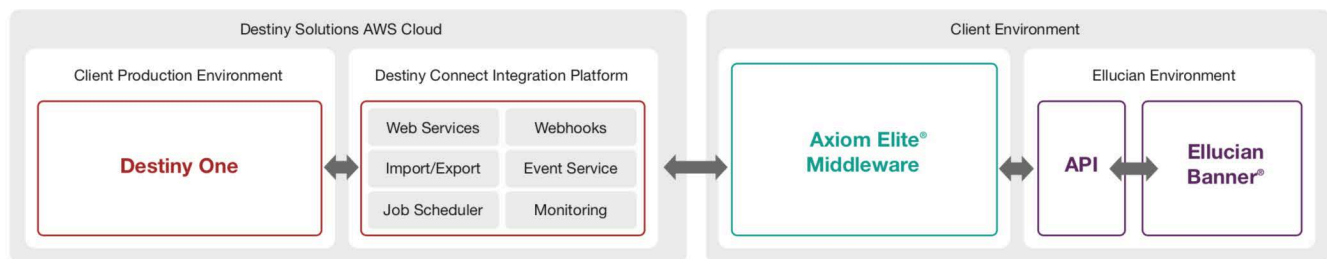 Destiny Solutions AWS Cloud
Client Environment
Client Production Environment
Destiny Connect Integration Platform
Ellucian Environment
Destiny One
Web Services
Webhooks
Import/Export
Event Service
Job Scheduler
Monitoring
Axiom Elite®
Middleware
API
Ellucian
Banner®